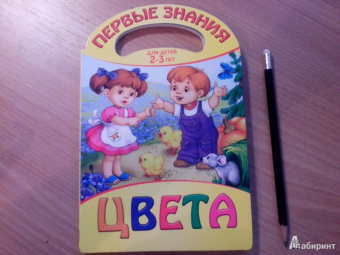 ПЕРВЫЕ ЗНАНИЯ
ДЛЯ ДЕТЕЙ
2-3 ЛЕТ
ЦВЕТА
Лабиринт